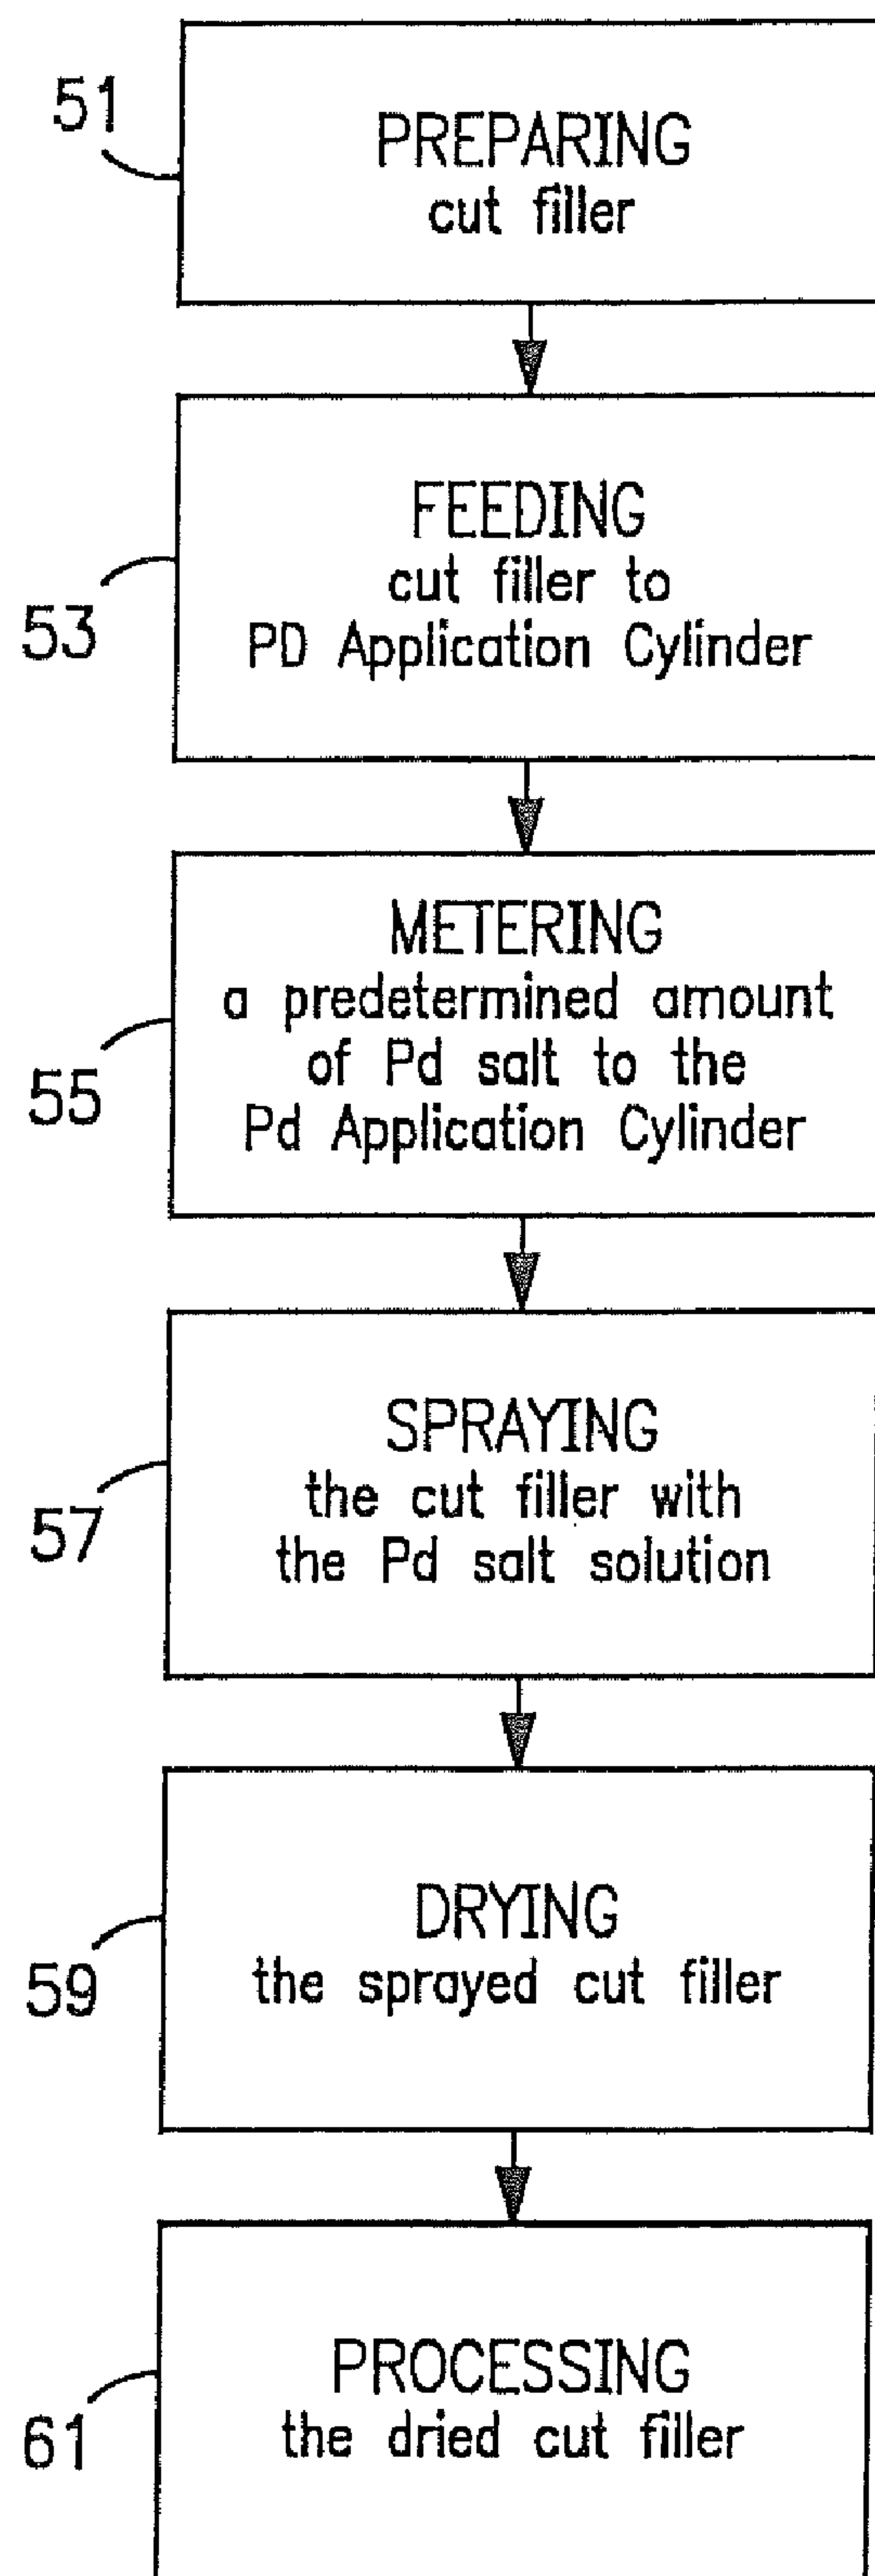 51
PREPARING
cut filler
53
FEEDING
cut filler to
PD Application Cylinder
55
METERING
a predetermined amount
of Pd salt to the
Pd Application Cylinder
57
SPRAYING
the cut filler with
the Pd salt solution
59
DRYING
the sprayed cut filler
61
PROCESSING
the dried cut filler